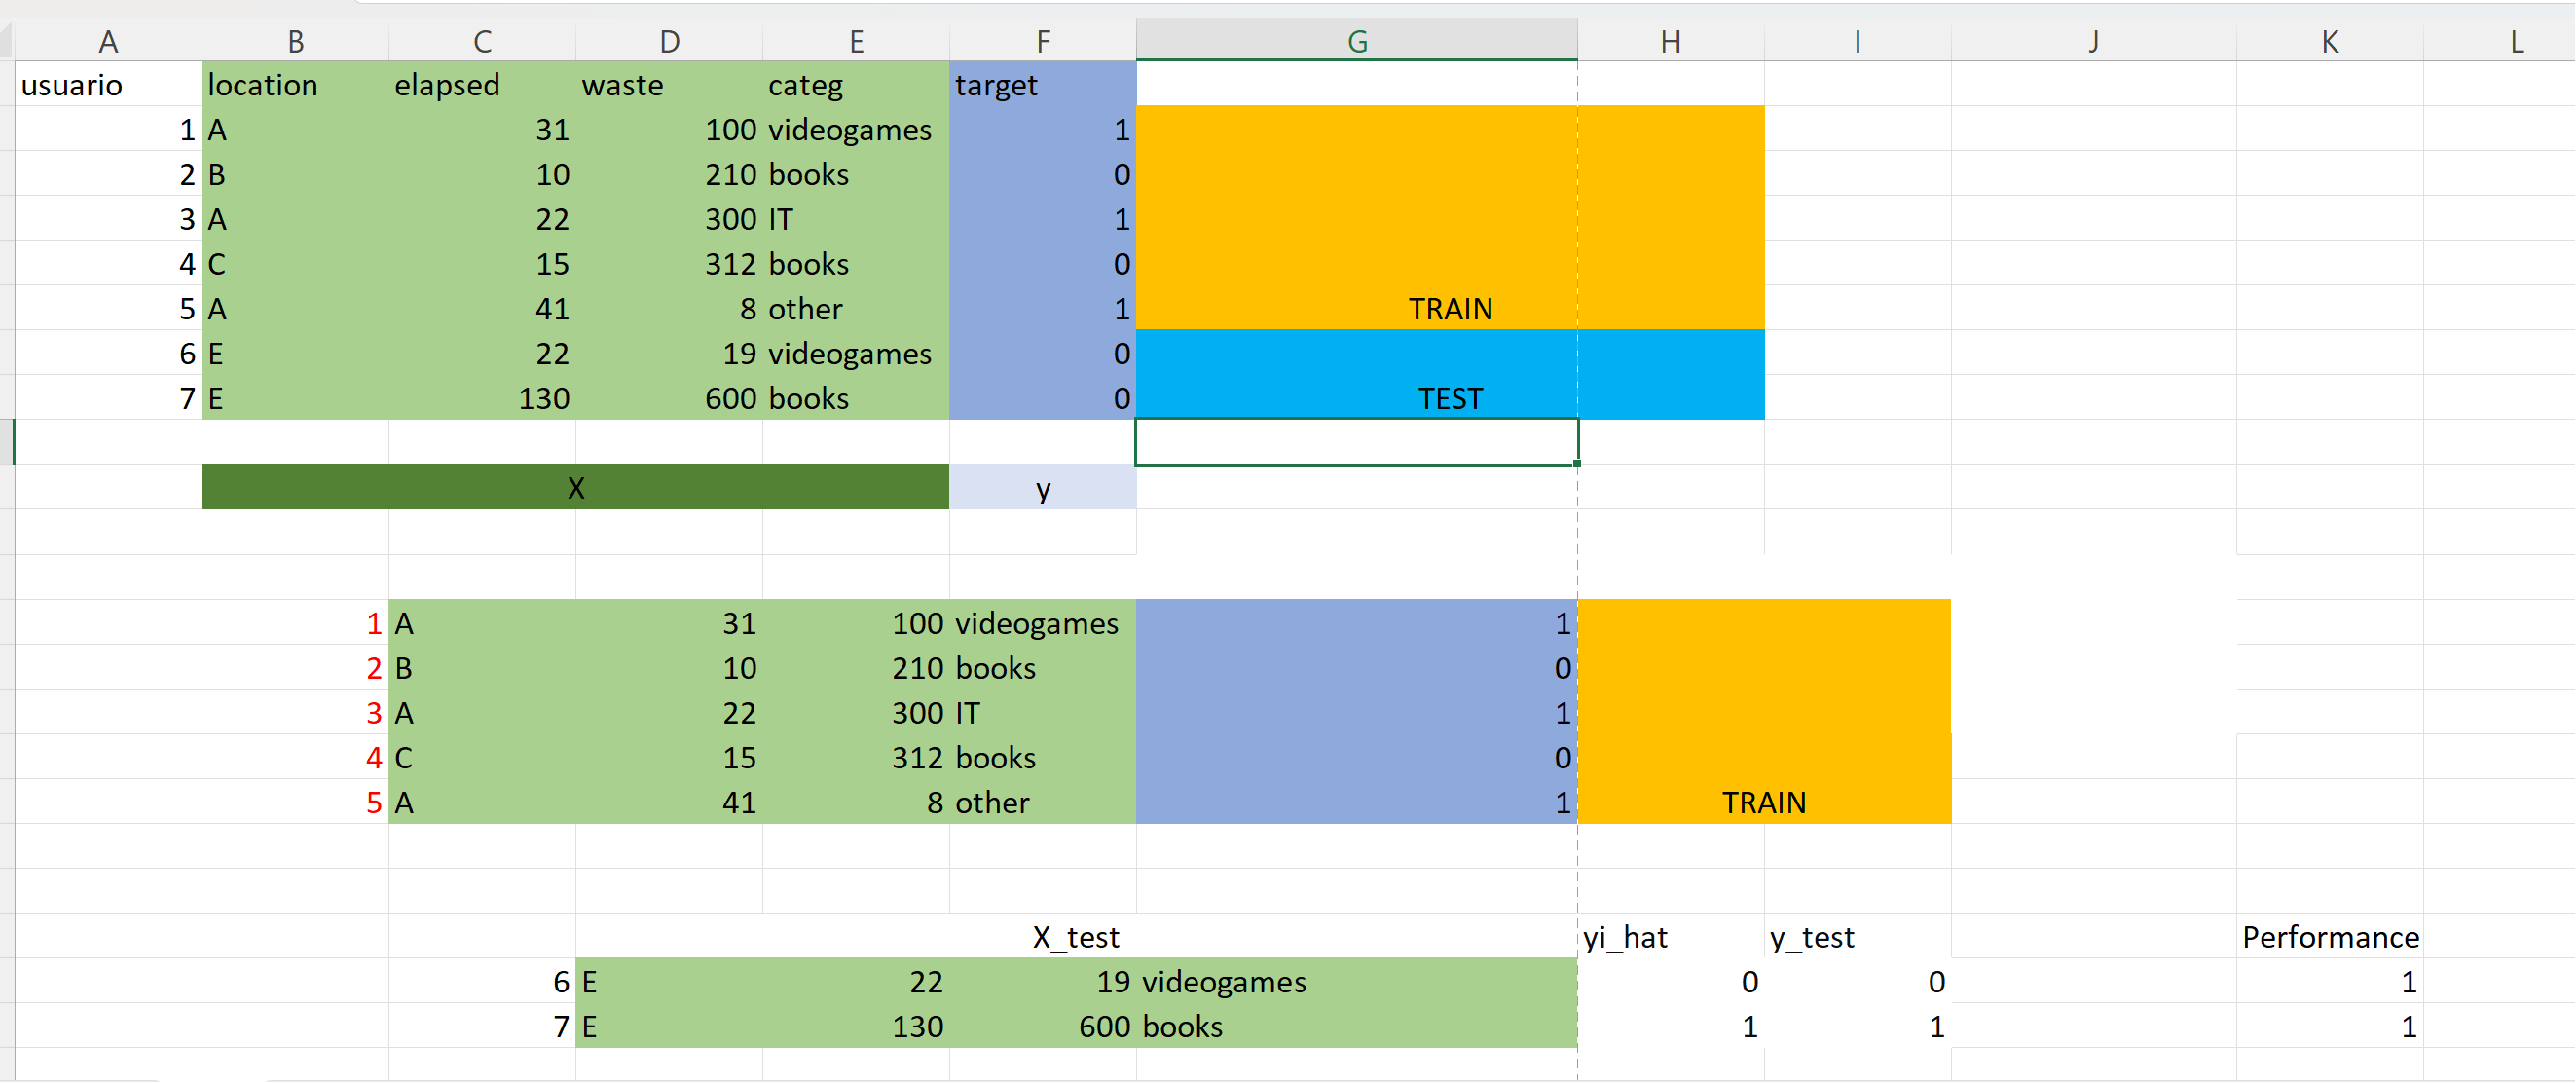 A B C D E F G H I J K L
usuario location elapsed waste categ target
1 A 31 100 videogames 1
2 B 10 210 books 0
3 A 22 300 IT 1
4 C 15 312 books 0
5 A 41 8 other 1 TRAIN
6 E 22 19 videogames 0
7 E 130 600 books 0 TEST
X y
1 A 31 100 videogames 1
2 B 10 210 books 0
3 A 22 300 IT 1
4 C 15 312 books 0
5 A 41 8 other 1 TRAIN
X_test yi_hat y_test Performance
6 E 22 19 videogames 0 0 1
7 E 130 600 books 1 1 1